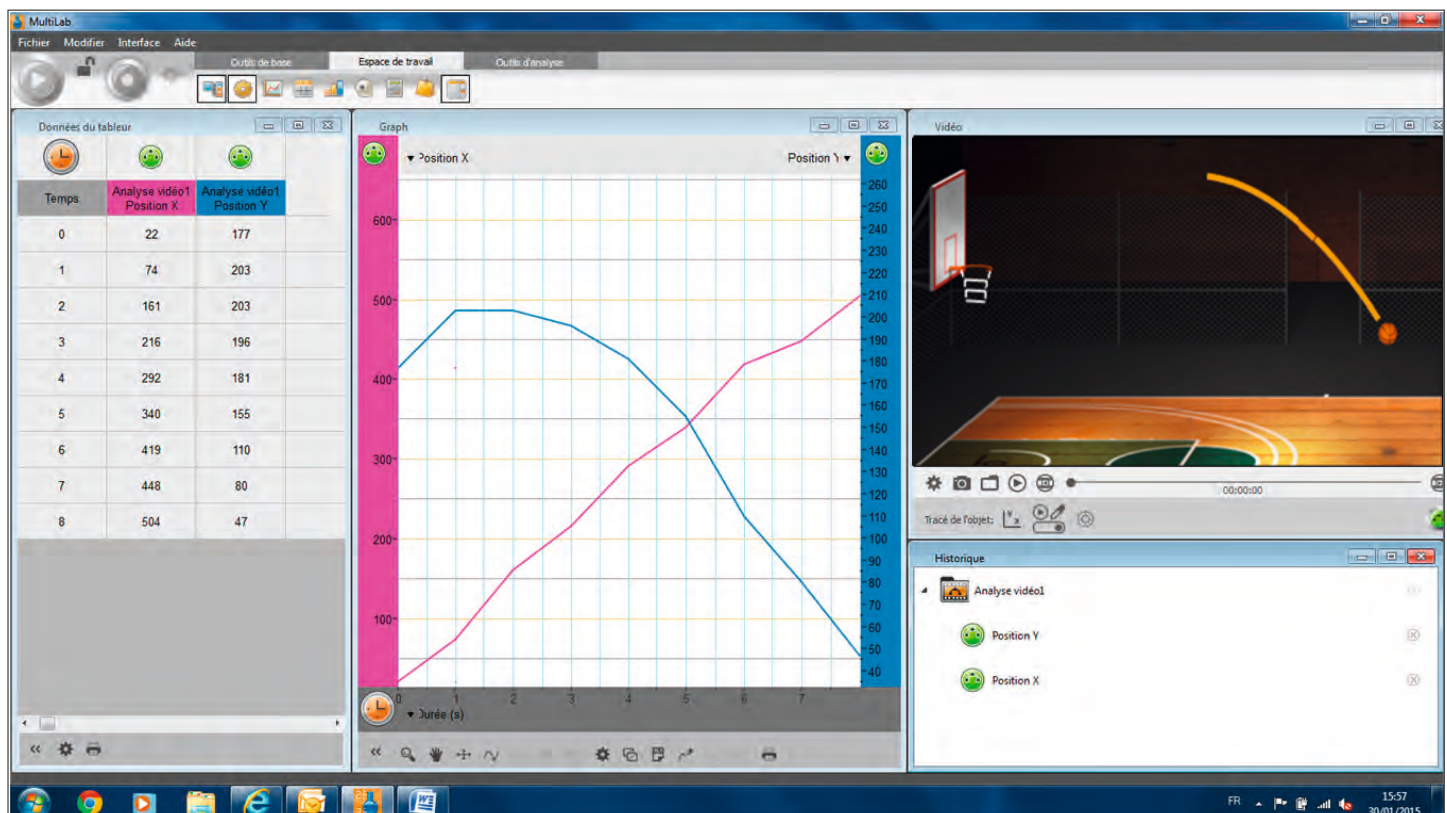 MultiLab
Fichier Modifier Interface Aide
Outils de base Espace de travail Outils d'analyse
Données du tableur
Temps Analyse vidéo1 Position X Analyse vidéo1 Position Y
0 22 177
1 74 203
2 161 203
3 216 196
4 292 181
5 340 155
6 419 110
7 448 80
8 504 47
Graph
Position X Position Y
600
500
400
300
200
100
260
250
240
230
220
210
200
190
180
170
160
150
140
130
120
110
100
90
80
70
60
50
40
0 1 2 3 4 5 6 7
Durée (s)
Vidéo
00:00:00
Tracé de l'objet:
Historique
Analyse vidéo1
Position Y
Position X
FR
15:57
30/01/2015